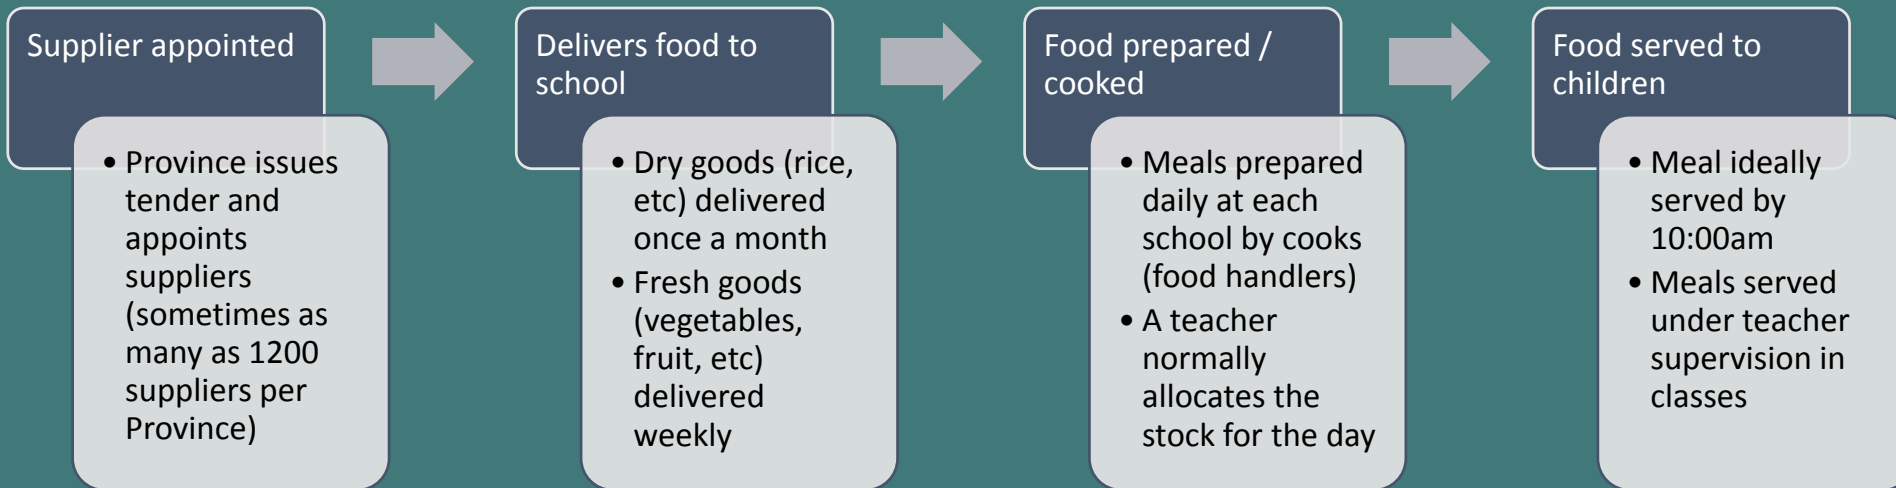 Supplier appointed
• Province issues
tender and
appoints
suppliers
(sometimes as
many as 1200
suppliers per
Province)
Delivers food to
school
• Dry goods (rice,
etc) delivered
once a month
• Fresh goods
(vegetables,
fruit, etc)
delivered
weekly
Food prepared /
cooked
• Meals prepared
daily at each
school by cooks
(food handlers)
• A teacher
normally
allocates the
stock for the day
Food served to
children
• Meal ideally
served by
10:00am
• Meals served
under teacher
supervision in
classes